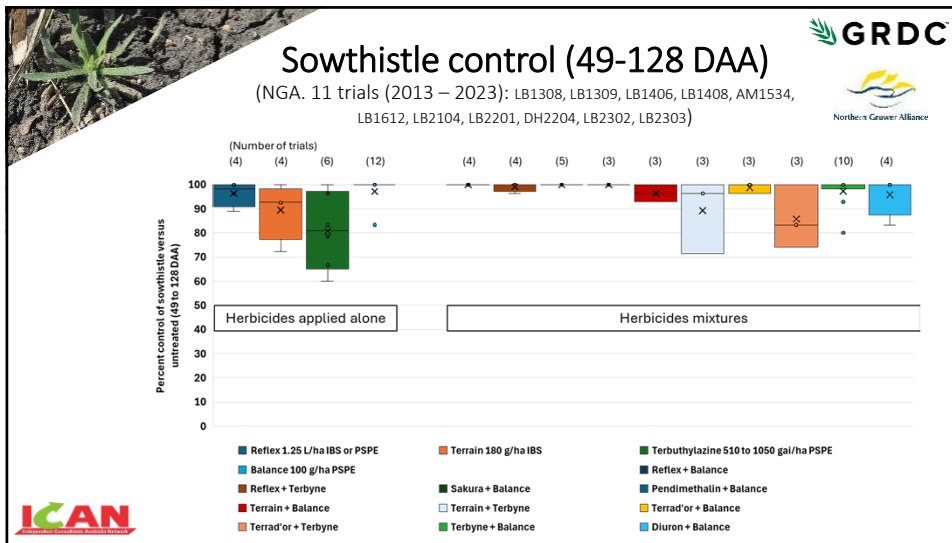 Sowthistle control (49-128 DAA)
GRDC
(NGA. 11 trials (2013 – 2023): LB1308, LB1309, LB1406, LB1408, AM1534,
LB1612, LB2104, LB2201, DH2204, LB2302, LB2303)
Northern Grower Alliance
(Number of trials)
(4) (4) (6) (12) (4) (4) (5) (3) (3) (3) (3) (3) (10) (4)
Percent control of sowthistle versus
untreated (49 to 128 DAA)
100
90
80
70
60
50
40
30
20
10
0
Herbicides applied alone
Herbicides mixtures
Reflex 1.25 L/ha IBS or PSPE
Terrain 180 g/ha IBS
Terbuthylazine 510 to 1050 gai/ha PSPE
Balance 100 g/ha PSPE
Reflex + Balance
Reflex + Terbyne
Sakura + Balance
Pendimethalin + Balance
Terrain + Balance
Terrain + Terbyne
Terrad'or + Balance
Terrad'or + Terbyne
Terbyne + Balance
Diuron + Balance
ICAN
Independent Consultants Australia Network